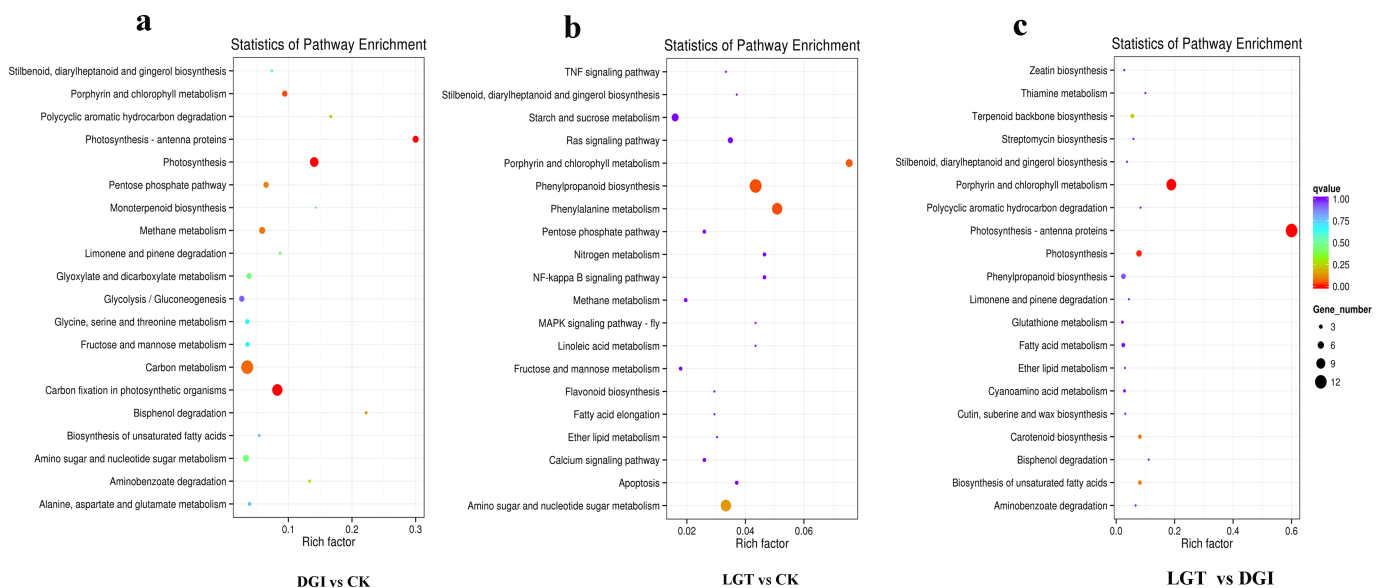 a
Statistics of Pathway Enrichment
Stilbenoid, diarylheptanoid and gingerol biosynthesis
Porphyrin and chlorophyll metabolism
Polycyclic aromatic hydrocarbon degradation
Photosynthesis - antenna proteins
Photosynthesis
Pentose phosphate pathway
Monoterpenoid biosynthesis
Methane metabolism
Limonene and pinene degradation
Glyoxylate and dicarboxylate metabolism
Glycolysis / Gluconeogenesis
Glycine, serine and threonine metabolism
Fructose and mannose metabolism
Carbon metabolism
Carbon fixation in photosynthetic organisms
Bisphenol degradation
Biosynthesis of unsaturated fatty acids
Amino sugar and nucleotide sugar metabolism
Aminobenzoate degradation
Alanine, aspartate and glutamate metabolism
0.1 0.2 0.3
Rich factor
DGI vs CK
b
Statistics of Pathway Enrichment
TNF signaling pathway
Stilbenoid, diarylheptanoid and gingerol biosynthesis
Starch and sucrose metabolism
Ras signaling pathway
Porphyrin and chlorophyll metabolism
Phenylpropanoid biosynthesis
Phenylalanine metabolism
Pentose phosphate pathway
Nitrogen metabolism
NF-kappa B signaling pathway
Methane metabolism
MAPK signaling pathway - fly
Linoleic acid metabolism
Fructose and mannose metabolism
Flavonoid biosynthesis
Fatty acid elongation
Ether lipid metabolism
Calcium signaling pathway
Apoptosis
Amino sugar and nucleotide sugar metabolism
0.02 0.04 0.06
Rich factor
LGT vs CK
c
Statistics of Pathway Enrichment
Zeatin biosynthesis
Thiamine metabolism
Terpenoid backbone biosynthesis
Streptomycin biosynthesis
Stilbenoid, diarylheptanoid and gingerol biosynthesis
Porphyrin and chlorophyll metabolism
Polycyclic aromatic hydrocarbon degradation
Photosynthesis - antenna proteins
Photosynthesis
Phenylpropanoid biosynthesis
Limonene and pinene degradation
Glutathione metabolism
Fatty acid metabolism
Ether lipid metabolism
Cyanoamino acid metabolism
Cutin, suberine and wax biosynthesis
Carotenoid biosynthesis
Bisphenol degradation
Biosynthesis of unsaturated fatty acids
Aminobenzoate degradation
0.0 0.2 0.4 0.6
Rich factor
LGT vs DGI
qvalue
1.00
0.75
0.50
0.25
0.00
Gene_number
3
6
9
12